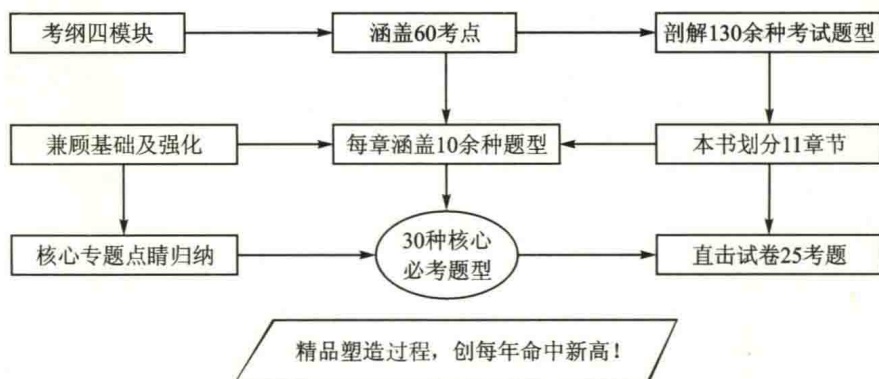 考纲四模块
涵盖60考点
剖解130余种考试题型
兼顾基础及强化
每章涵盖10余种题型
本书划分11章节
核心专题点睛归纳
30种核心
必考题型
直击试卷25考题
精品塑造过程，创每年命中新高！